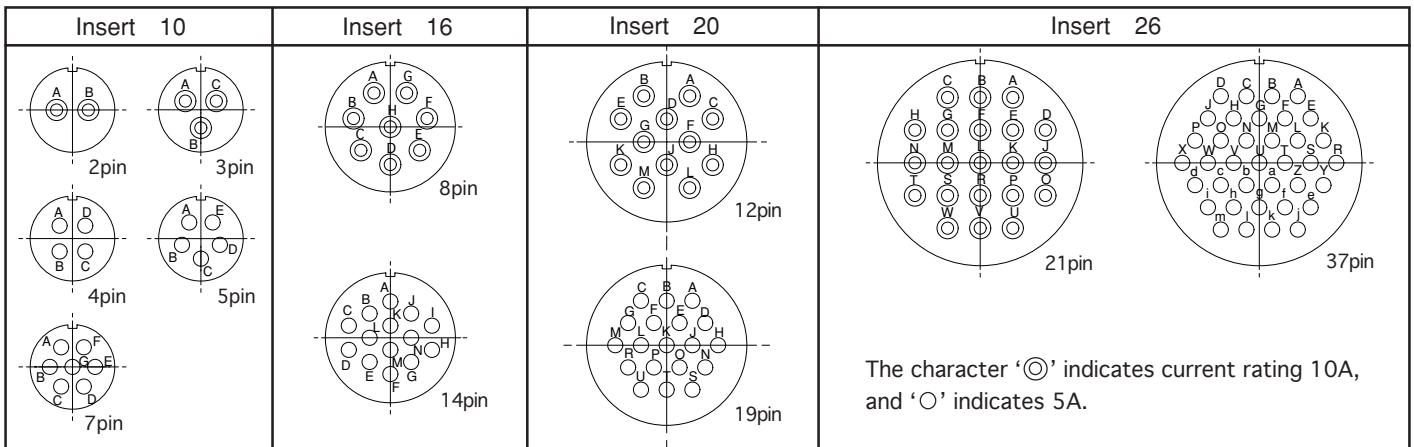 Insert 10
Insert 16
Insert 20
Insert 26
A B
2pin
A C
B
3pin
A D
B C
4pin
A E
B D
C
5pin
A F
B G E
C D
7pin
A G
B H F
C E
D
8pin
A
B J
C K I
L
D N H
E M G
F
14pin
B A
E D C
G F
K J H
M L
12pin
C B A
G F E D
M L K J H
R P O N
U T S
19pin
C B A
H G F E D
N M L K J
T S R P O
W V U
21pin
D C B A
J H G F E
P O N M L K
X W V U T S R
d c b a Z Y
i h g f e
m l k j
37pin
The character ‘◎’ indicates current rating 10A,
and ‘○’ indicates 5A.